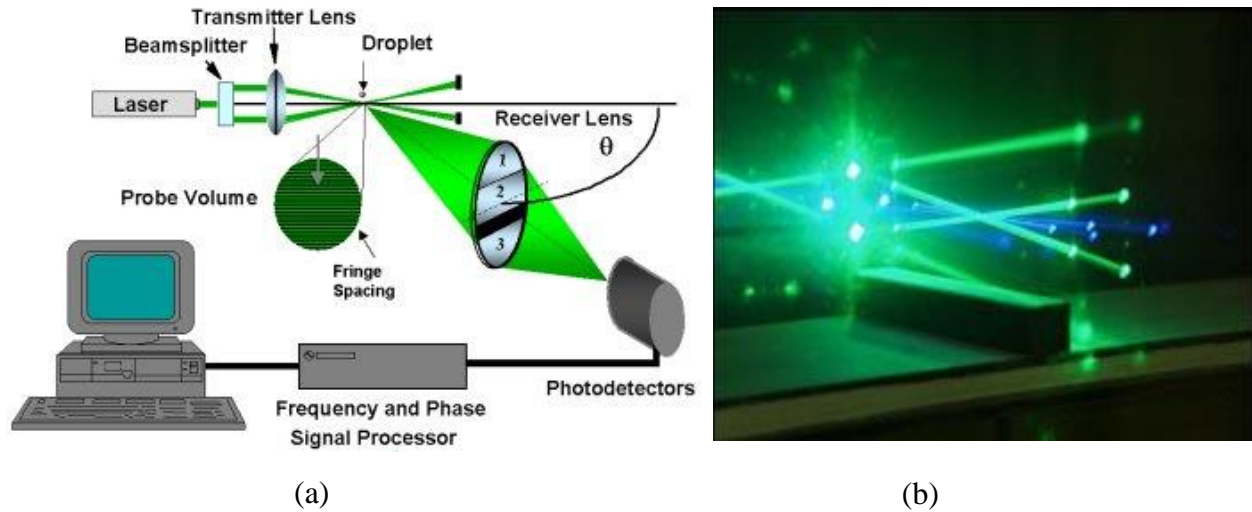 Transmitter Lens
Beamsplitter
Droplet
Laser
Receiver Lens
θ
1
2
3
Probe Volume
Fringe
Spacing
Photodetectors
Frequency and Phase
Signal Processor
(a)
(b)